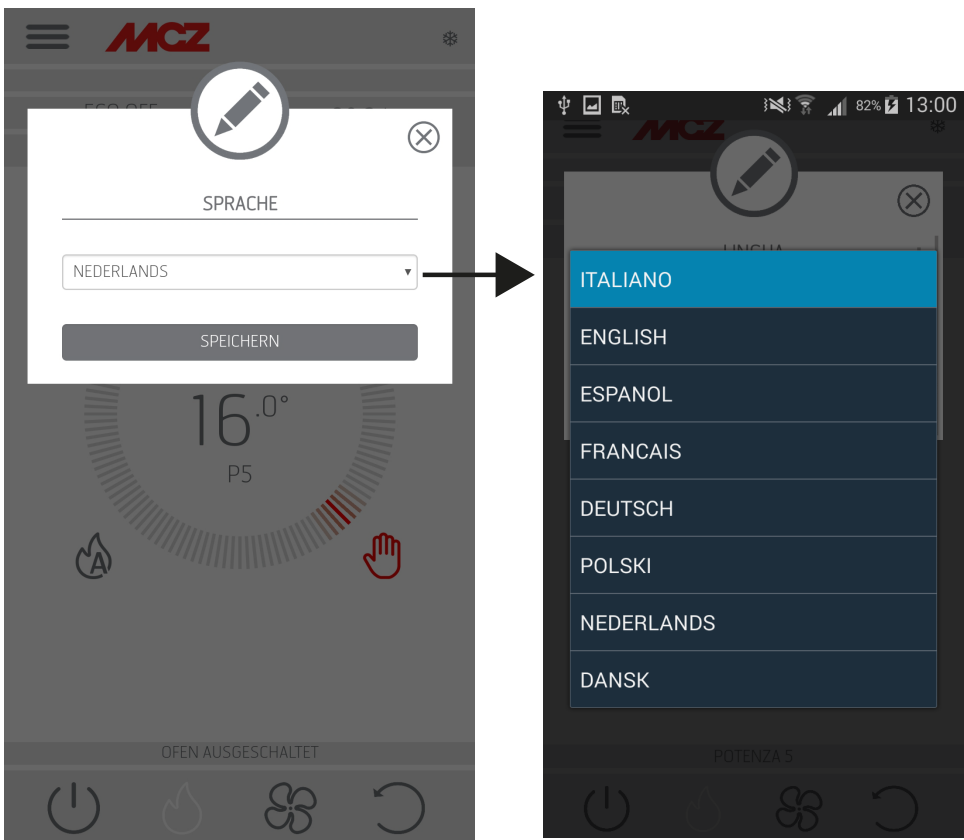 MCZ
ECO OFF
SPRACHE
NEDERLANDS
SPEICHERN
16.0°
P5
A
OFEN AUSGESCHALTET
82% 13:00
MCZ
LINGUA
ITALIANO
ENGLISH
ESPANOL
FRANCAIS
DEUTSCH
POLSKI
NEDERLANDS
DANSK
POTENZA 5